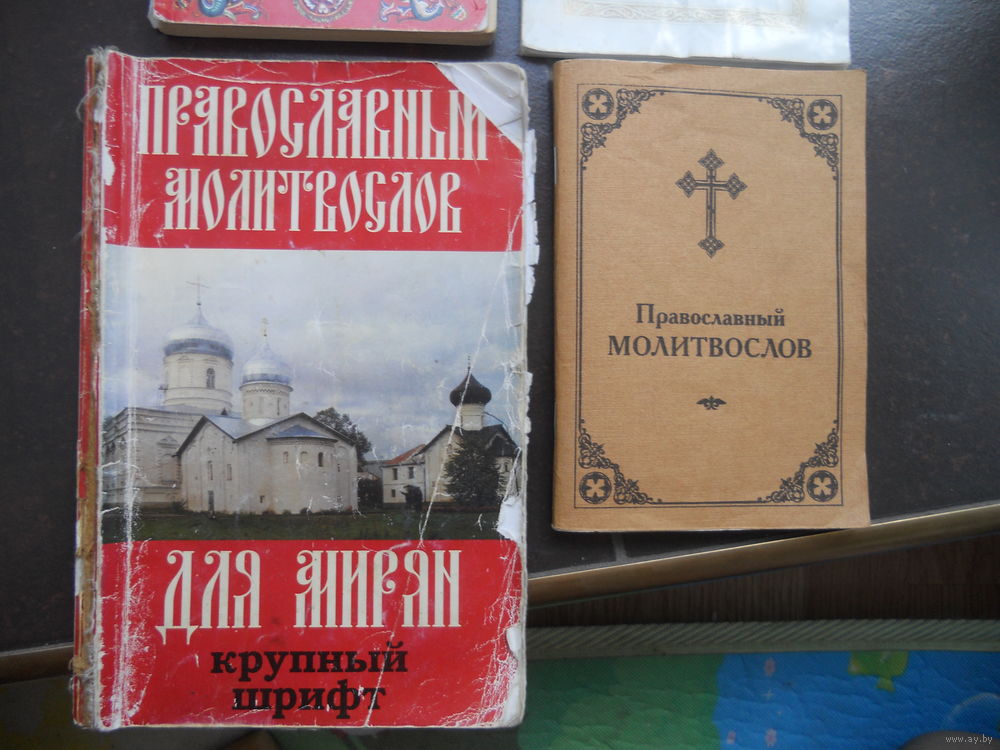 ПРАВОСЛАВНЫЙ
МОЛИТВОСЛОВ
ДЛЯ МИРЯН
крупный
шрифт
Православный
МОЛИТВОСЛОВ
www.ay.by